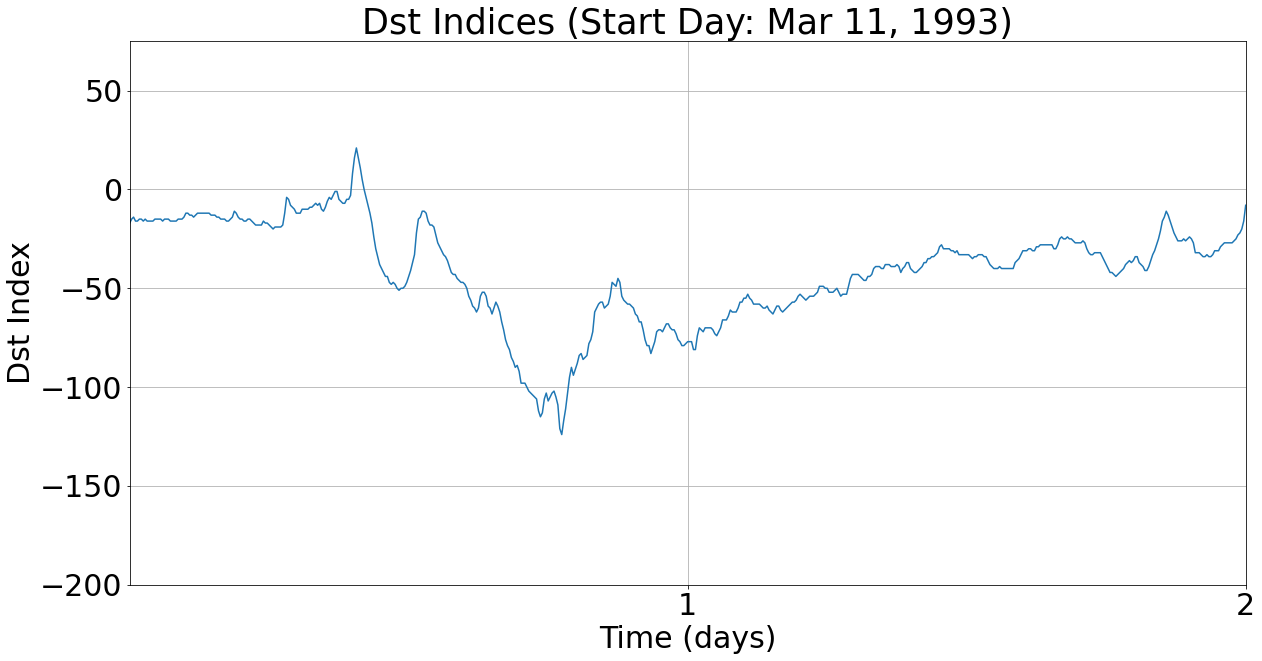 Dst Indices (Start Day: Mar 11, 1993)
50
0
−50
−100
−150
−200
Dst Index
1
2
Time (days)